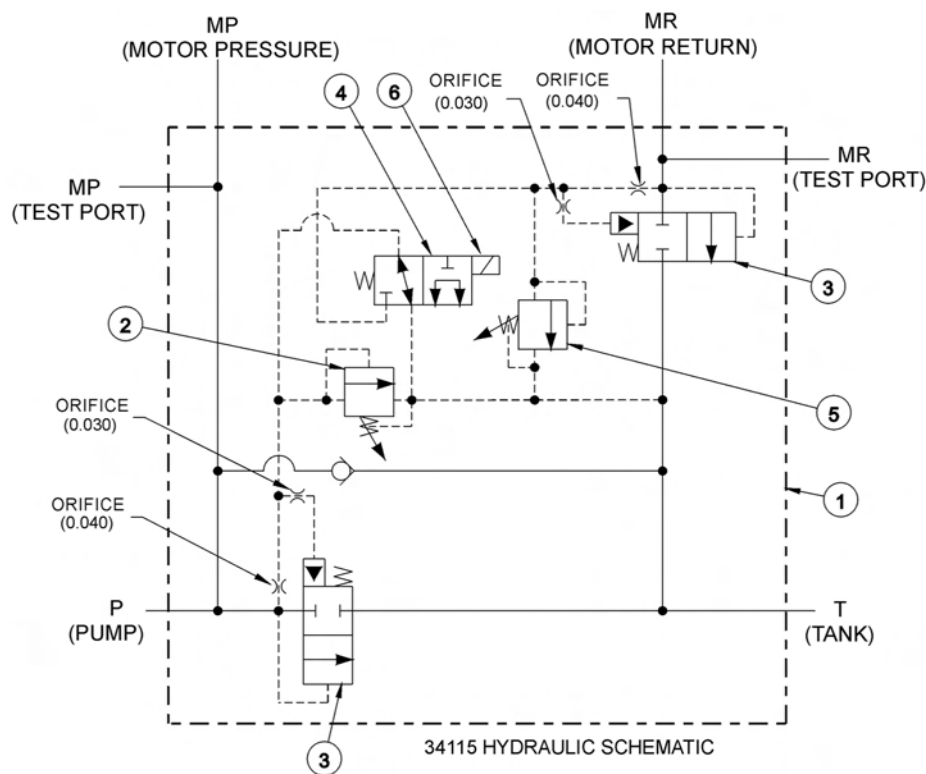 MP
(MOTOR PRESSURE)
MR
(MOTOR RETURN)
4
6
ORIFICE
(0.030)
ORIFICE
(0.040)
MP
(TEST PORT)
MR
(TEST PORT)
3
2
5
ORIFICE
(0.030)
1
ORIFICE
(0.040)
P
(PUMP)
T
(TANK)
3
34115 HYDRAULIC SCHEMATIC